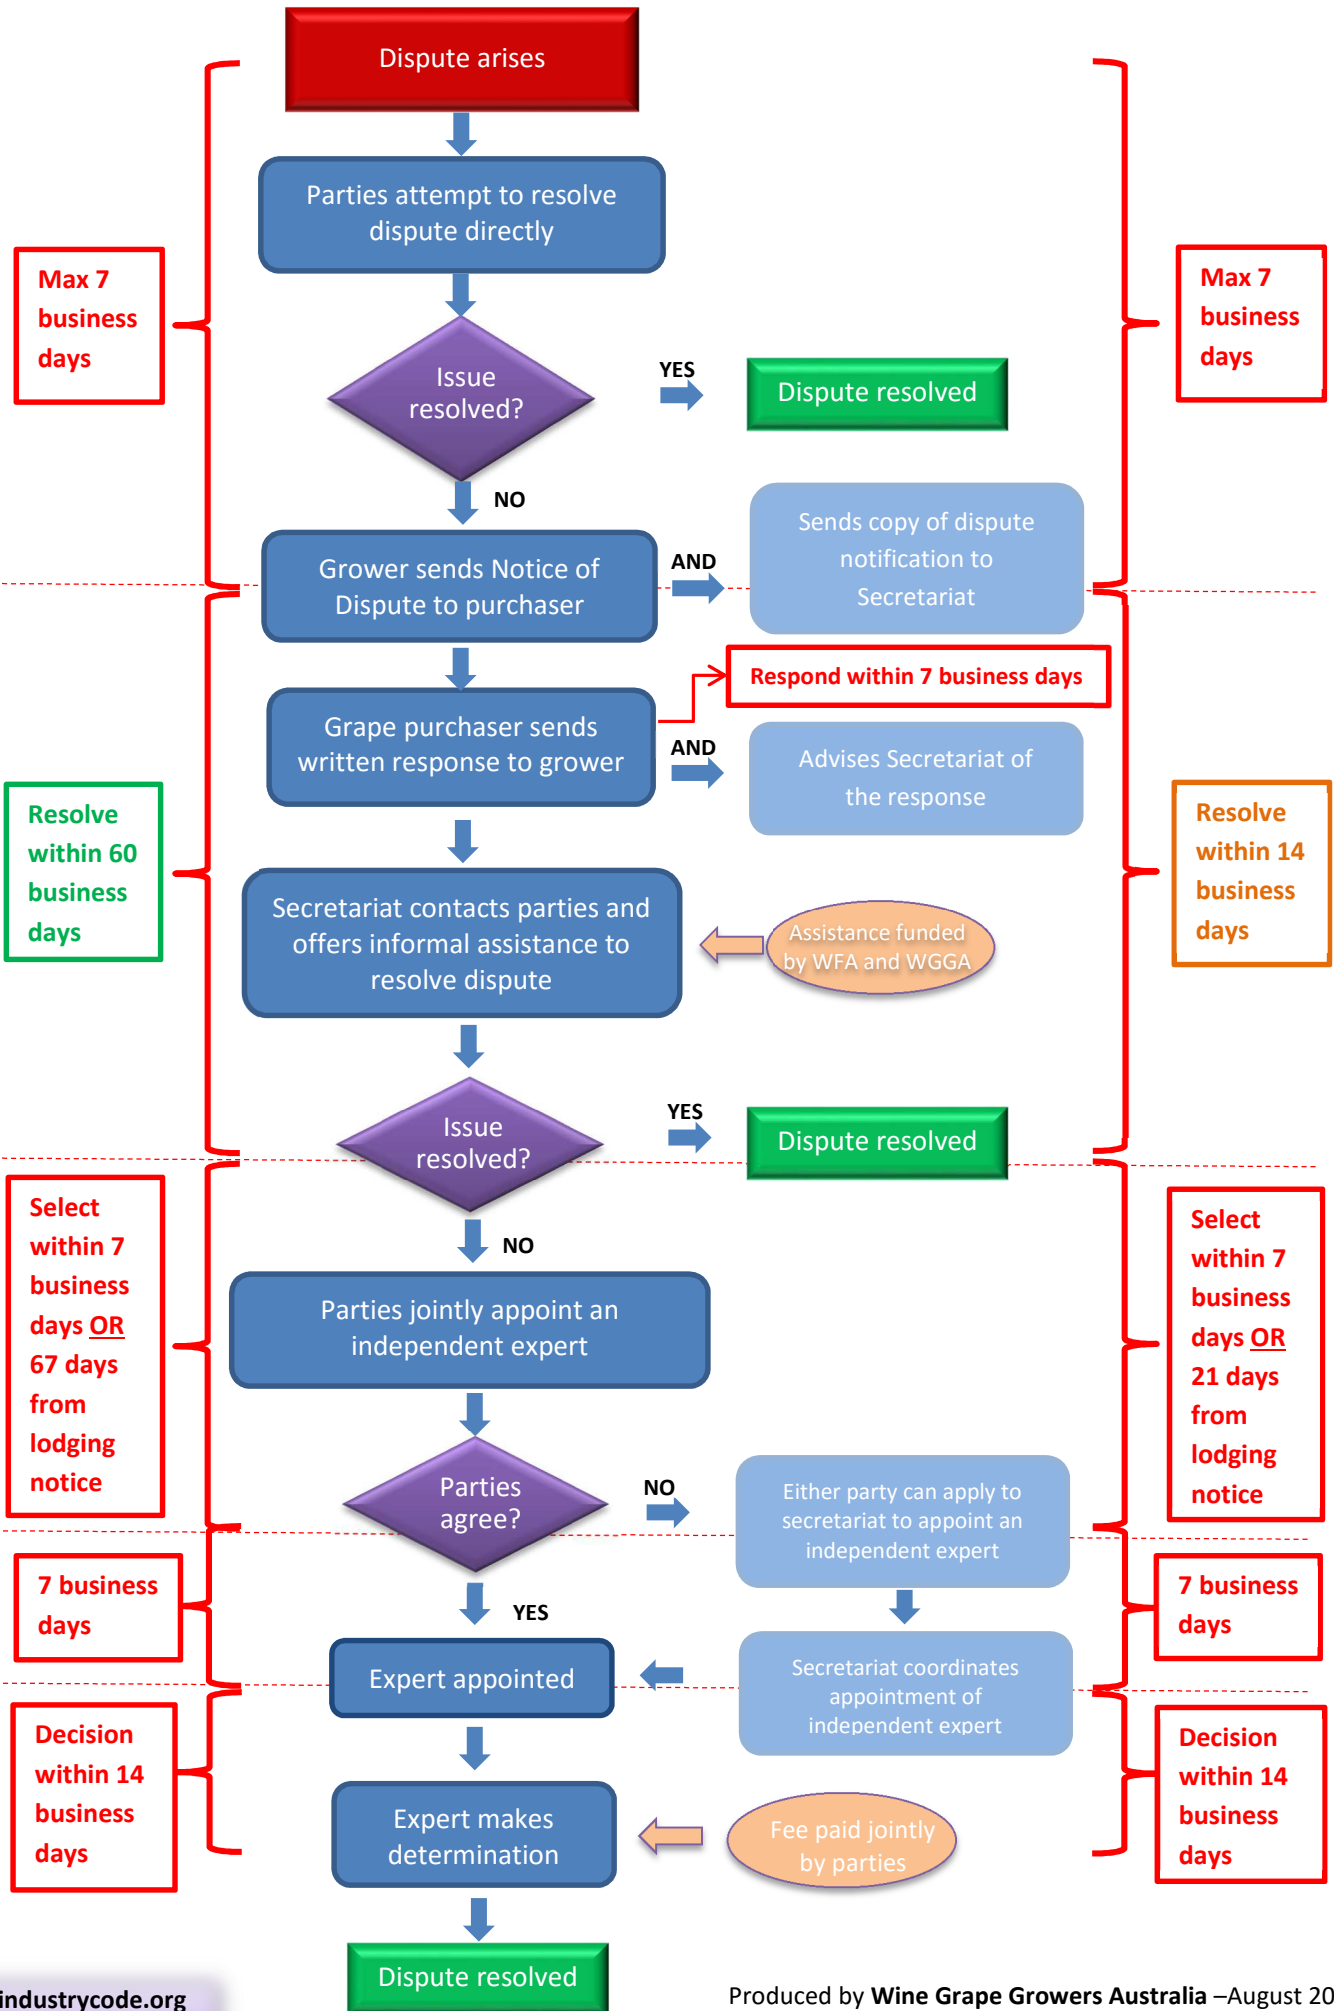 Dispute arises
Parties attempt to resolve
dispute directly
Max 7
business
days
Max 7
business
days
Issue
resolved?
YES
Dispute resolved
NO
Grower sends Notice of
Dispute to purchaser
AND
Sends copy of dispute
notification to
Secretariat
Respond within 7 business days
Grape purchaser sends
written response to grower
AND
Advises Secretariat of
the response
Resolve
within 60
business
days
Resolve
within 14
business
days
Secretariat contacts parties and
offers informal assistance to
resolve dispute
Assistance funded
by WFA and WGGA
Issue
resolved?
YES
Dispute resolved
NO
Select
within 7
business
days OR
67 days
from
lodging
notice
Select
within 7
business
days OR
21 days
from
lodging
notice
Parties jointly appoint an
independent expert
Parties
agree?
NO
Either party can apply to
secretariat to appoint an
independent expert
YES
7 business
days
7 business
days
Expert appointed
Secretariat coordinates
appointment of
independent expert
Decision
within 14
business
days
Decision
within 14
business
days
Expert makes
determination
Fee paid jointly
by parties
Dispute resolved
industrycode.org
Produced by Wine Grape Growers Australia –August 20